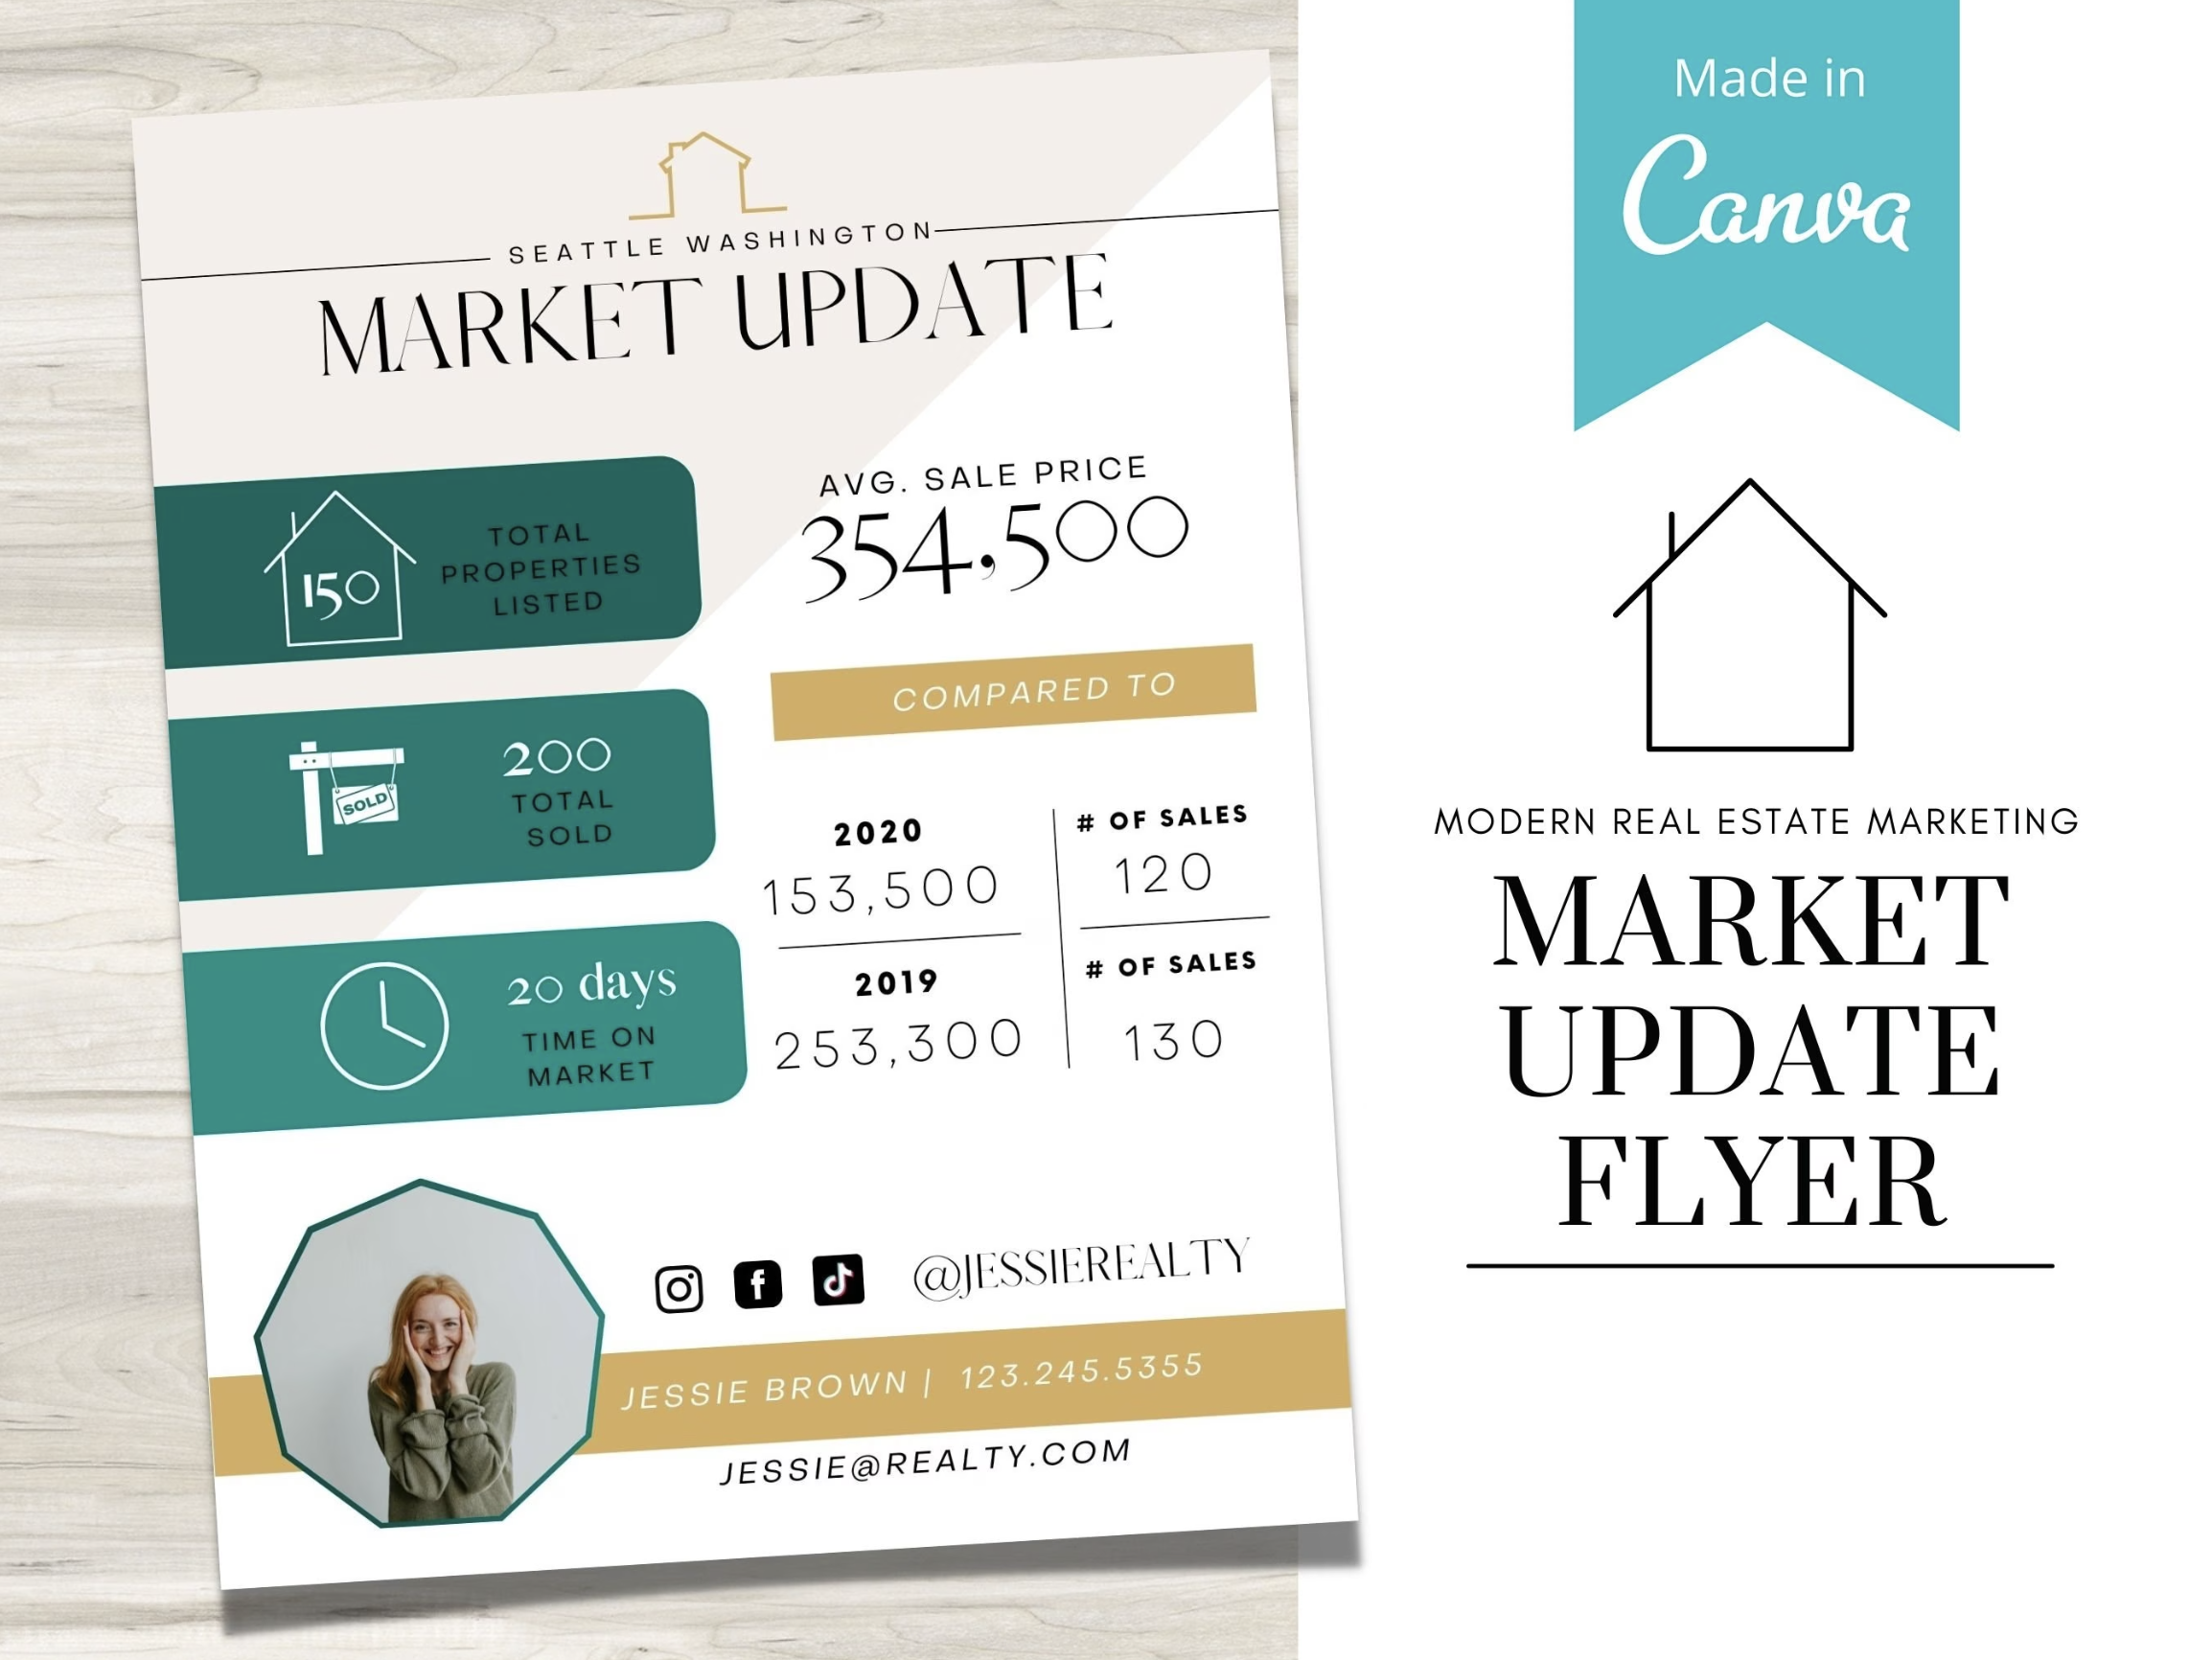 SEATTLE WASHINGTON
MARKET UPDATE
150
TOTAL
PROPERTIES
LISTED
200
TOTAL
SOLD
SOLD
20 days
TIME ON
MARKET
AVG. SALE PRICE
354,500
COMPARED TO
2020
153,500
# OF SALES
120
2019
253,300
# OF SALES
130
@JESSIEREALTY
JESSIE BROWN | 123.245.5355
JESSIE@REALTY.COM
Made in
Canva
MODERN REAL ESTATE MARKETING
MARKET
UPDATE
FLYER